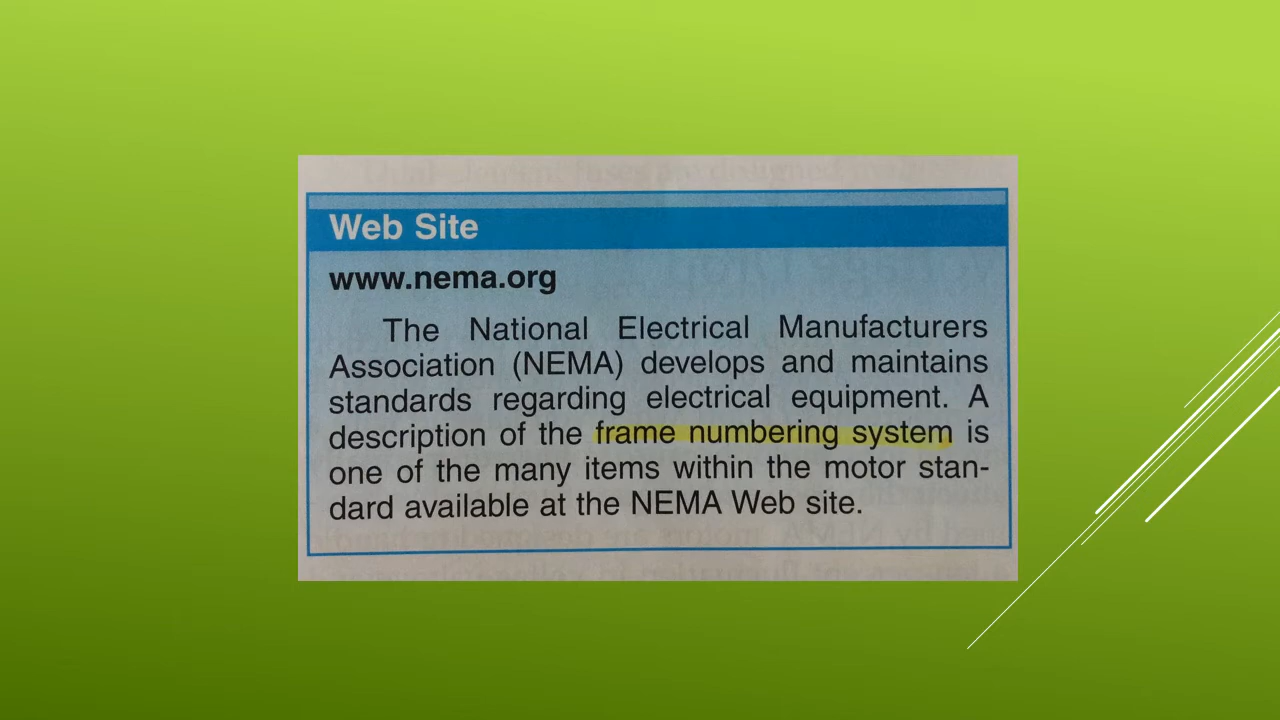 Web Site
www.nema.org
The National Electrical Manufacturers
Association (NEMA) develops and maintains
standards regarding electrical equipment. A
description of the frame numbering system is
one of the many items within the motor stan-
dard available at the NEMA Web site.